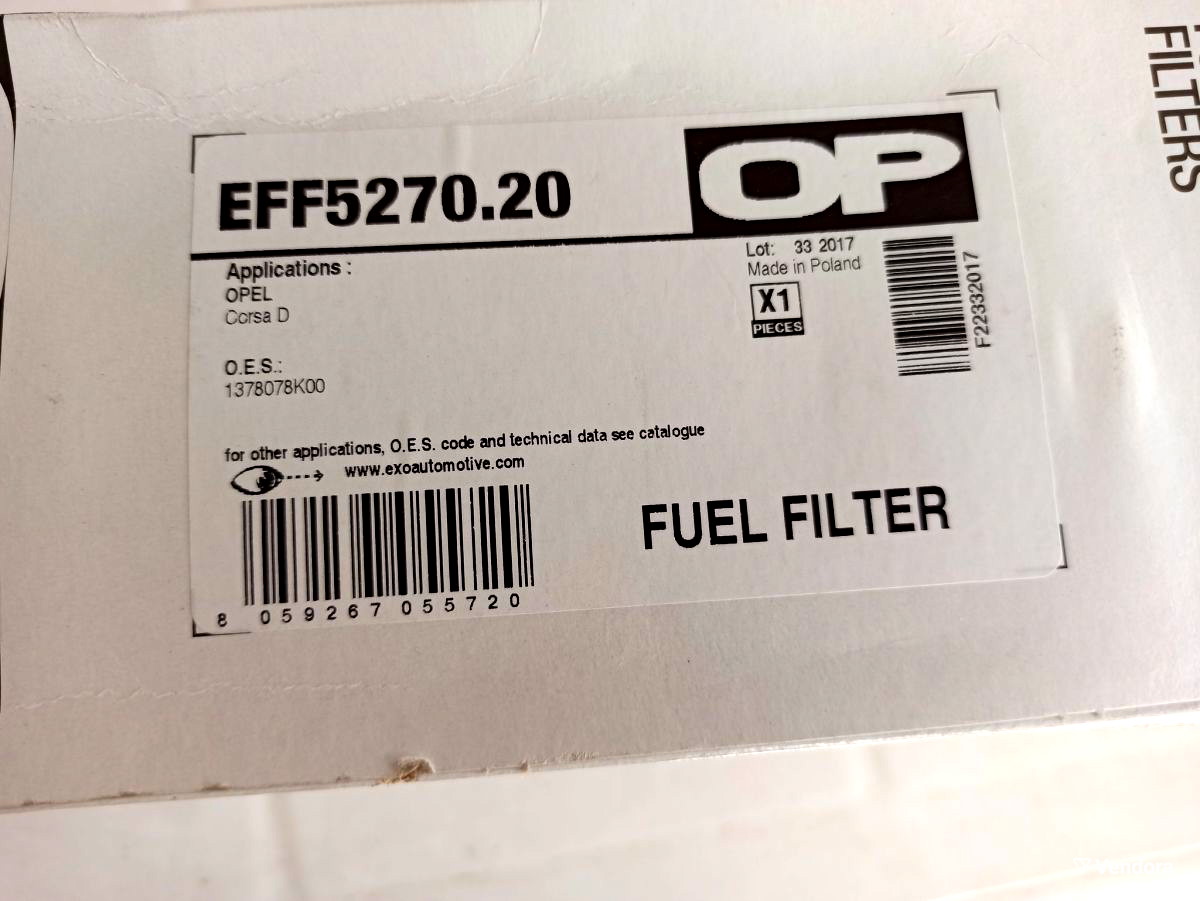 FILTERS
OP
EFF5270.20
Lot: 33 2017
Made in Poland
X1
PIECES
F22332017
Applications :
OPEL
Corsa D
O.E.S.:
1378078K00
for other applications, O.E.S. code and technical data see catalogue
www.exoautomotive.com
FUEL FILTER
8 059267 055720